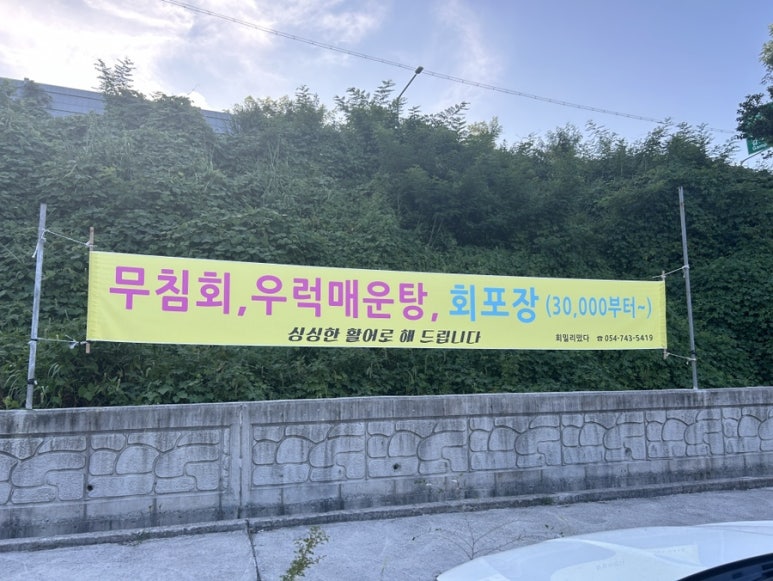 무침회, 우럭매운탕, 회포장 (30,000부터~)
싱싱한 활어로 해 드립니다
회밀리밌다 ☎ 054-743-5419